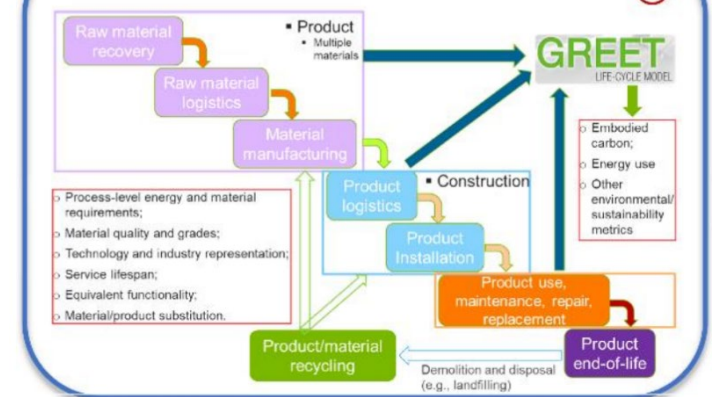 Raw material
recovery
▪ Product
▪ Multiple
materials
GREET
LIFE-CYCLE MODEL
Raw material
logistics
Material
manufacturing
o Embodied
carbon;
o Energy use
o Other
environmental/
sustainability
metrics
Product
logistics
▪ Construction
o Process-level energy and material
requirements;
o Material quality and grades;
o Technology and industry representation;
o Service lifespan;
o Equivalent functionality;
o Material/product substitution.
Product
Installation
Product use,
maintenance, repair,
replacement
Product/material
recycling
Product
end-of-life
Demolition and disposal
(e.g., landfilling)